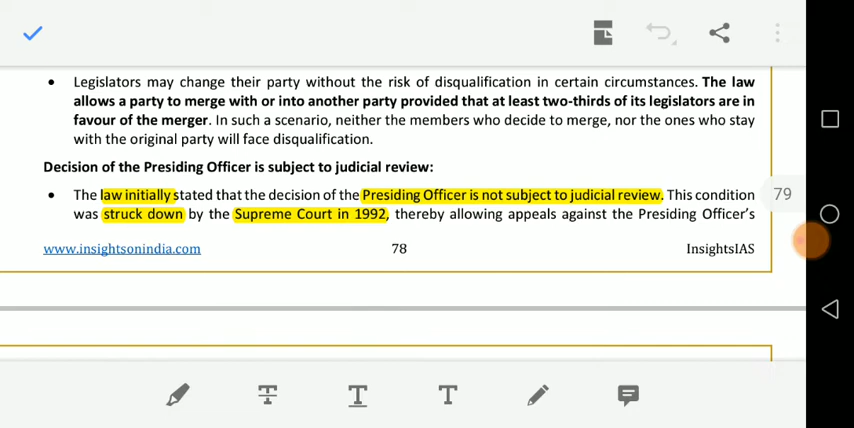 • Legislators may change their party without the risk of disqualification in certain circumstances. The law
allows a party to merge with or into another party provided that at least two-thirds of its legislators are in
favour of the merger. In such a scenario, neither the members who decide to merge, nor the ones who stay
with the original party will face disqualification.
Decision of the Presiding Officer is subject to judicial review:
• The law initially stated that the decision of the Presiding Officer is not subject to judicial review. This condition
was struck down by the Supreme Court in 1992, thereby allowing appeals against the Presiding Officer’s
79
www.insightsonindia.com 78 InsightsIAS
T T T